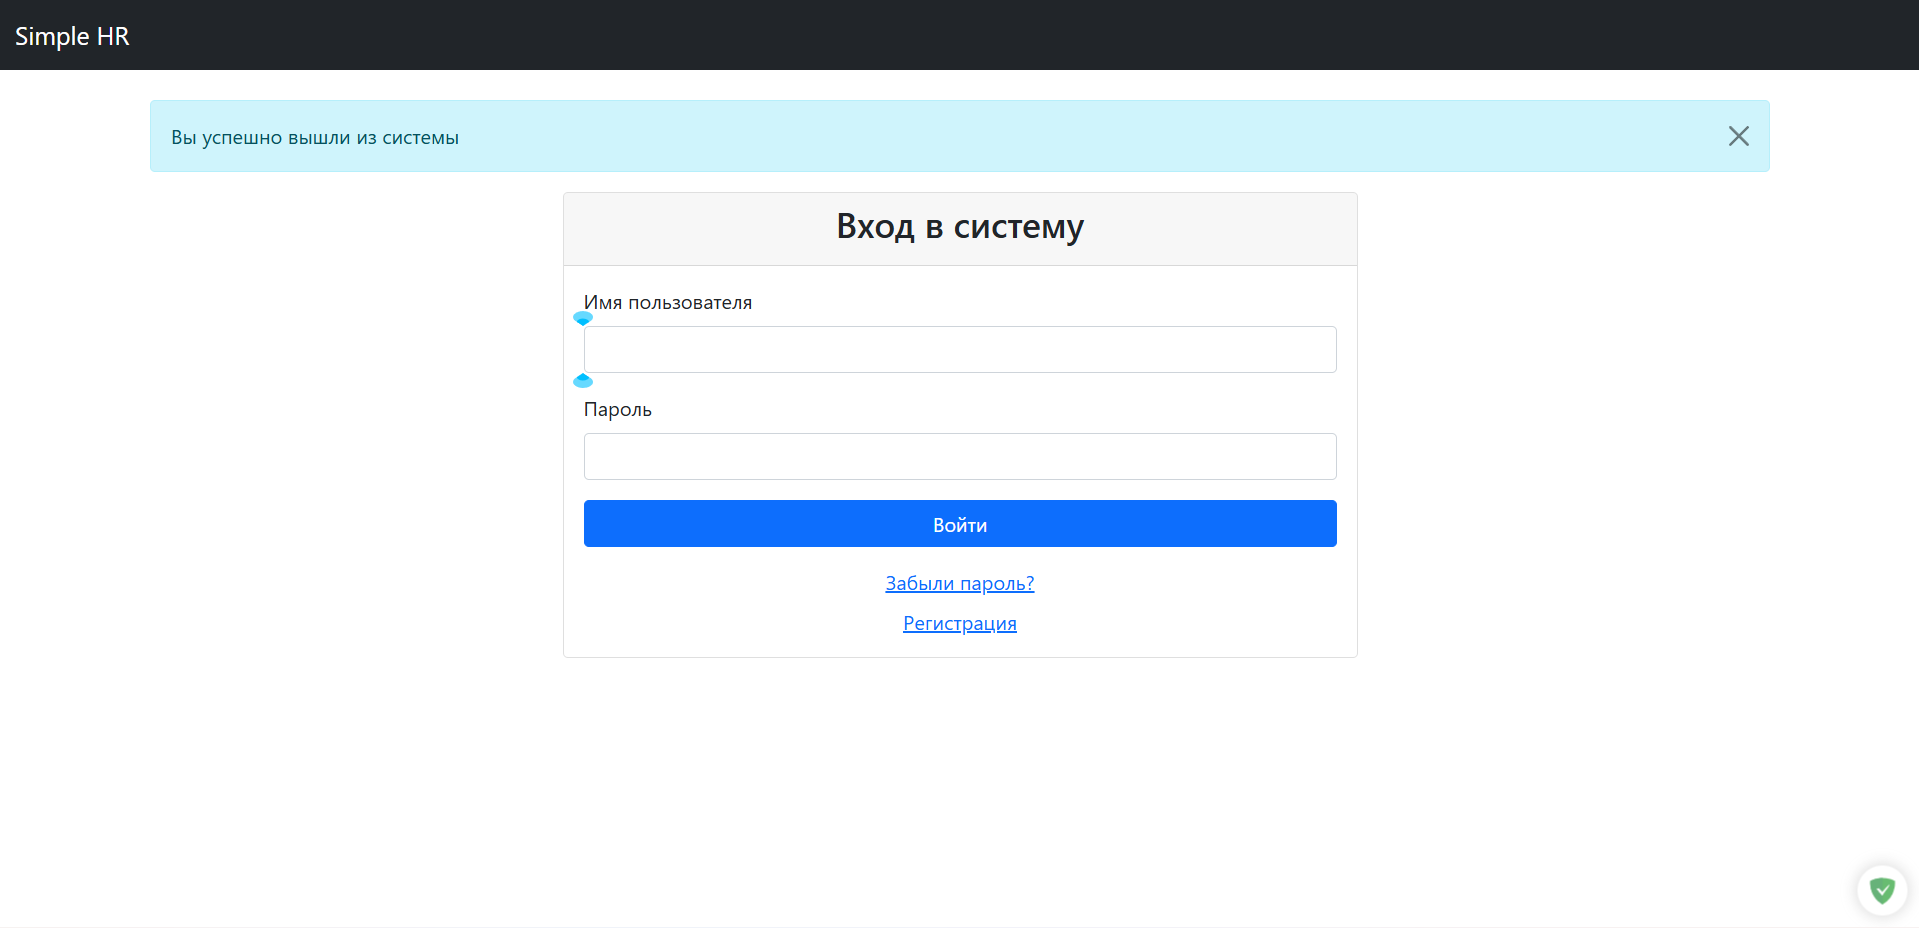 Simple HR
Вы успешно вышли из системы
Вход в систему
Имя пользователя
Пароль
Войти
Забыли пароль?
Регистрация